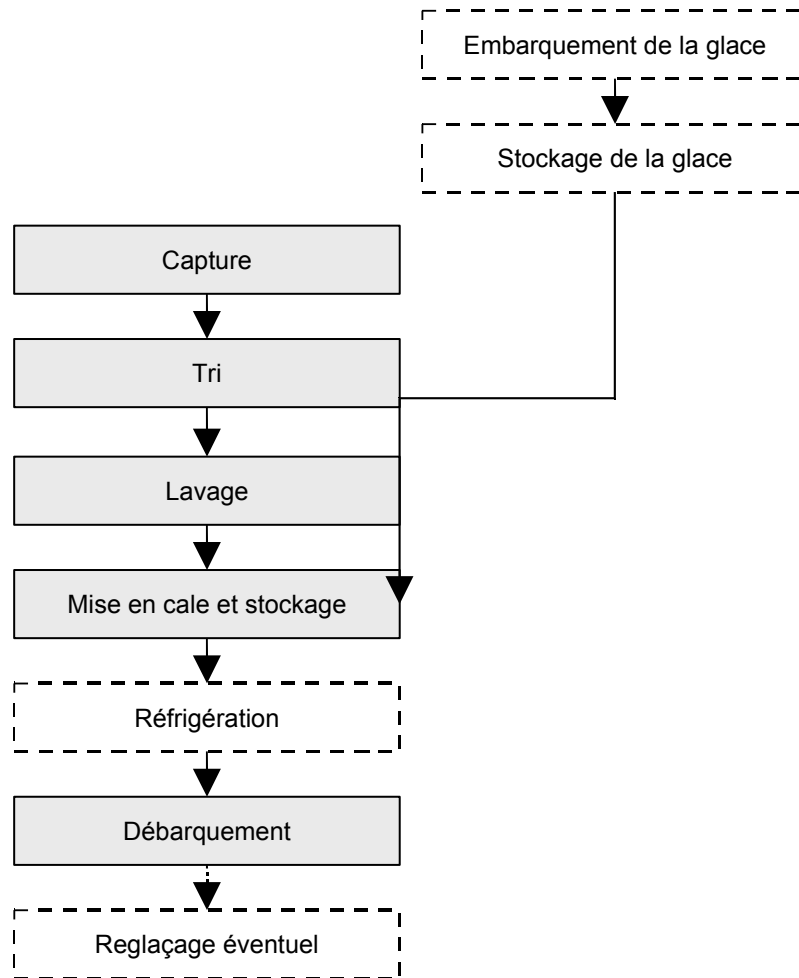 Embarquement de la glace
Stockage de la glace
Capture
Tri
Lavage
Mise en cale et stockage
Réfrigération
Débarquement
Reglaçage éventuel